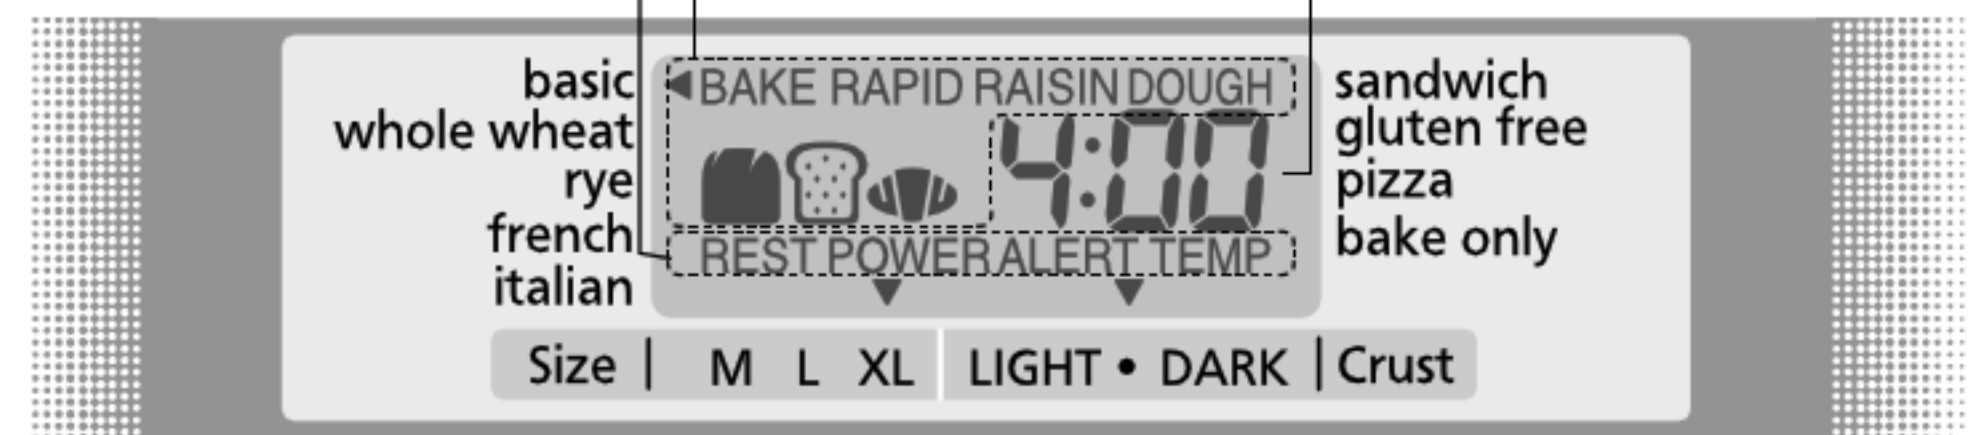 basic
whole wheat
rye
french
italian
BAKE RAPID RAISIN DOUGH
4:00
REST POWER ALERT TEMP
sandwich
gluten free
pizza
bake only
Size | M L XL LIGHT • DARK | Crust